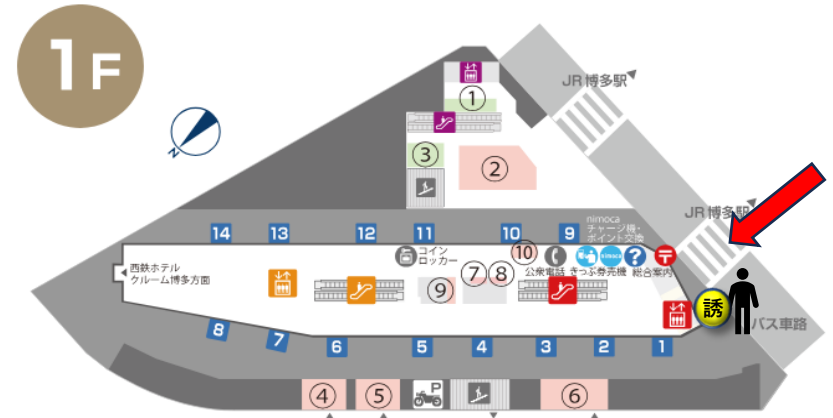 1F
JR博多駅
①
③
②
N
JR博多駅
nimoca
チャージ機・
ポイント交換
14
13
12
11
10
9
コイン
ロッカー
⑩
公衆電話
きっぷ券売機
nimoca
?
総合案内
〒
西鉄ホテル
クルーム博多方面
⑦
⑧
⑨
誘
バス車路
8
7
6
5
4
3
2
1
④
⑤
P
⑥